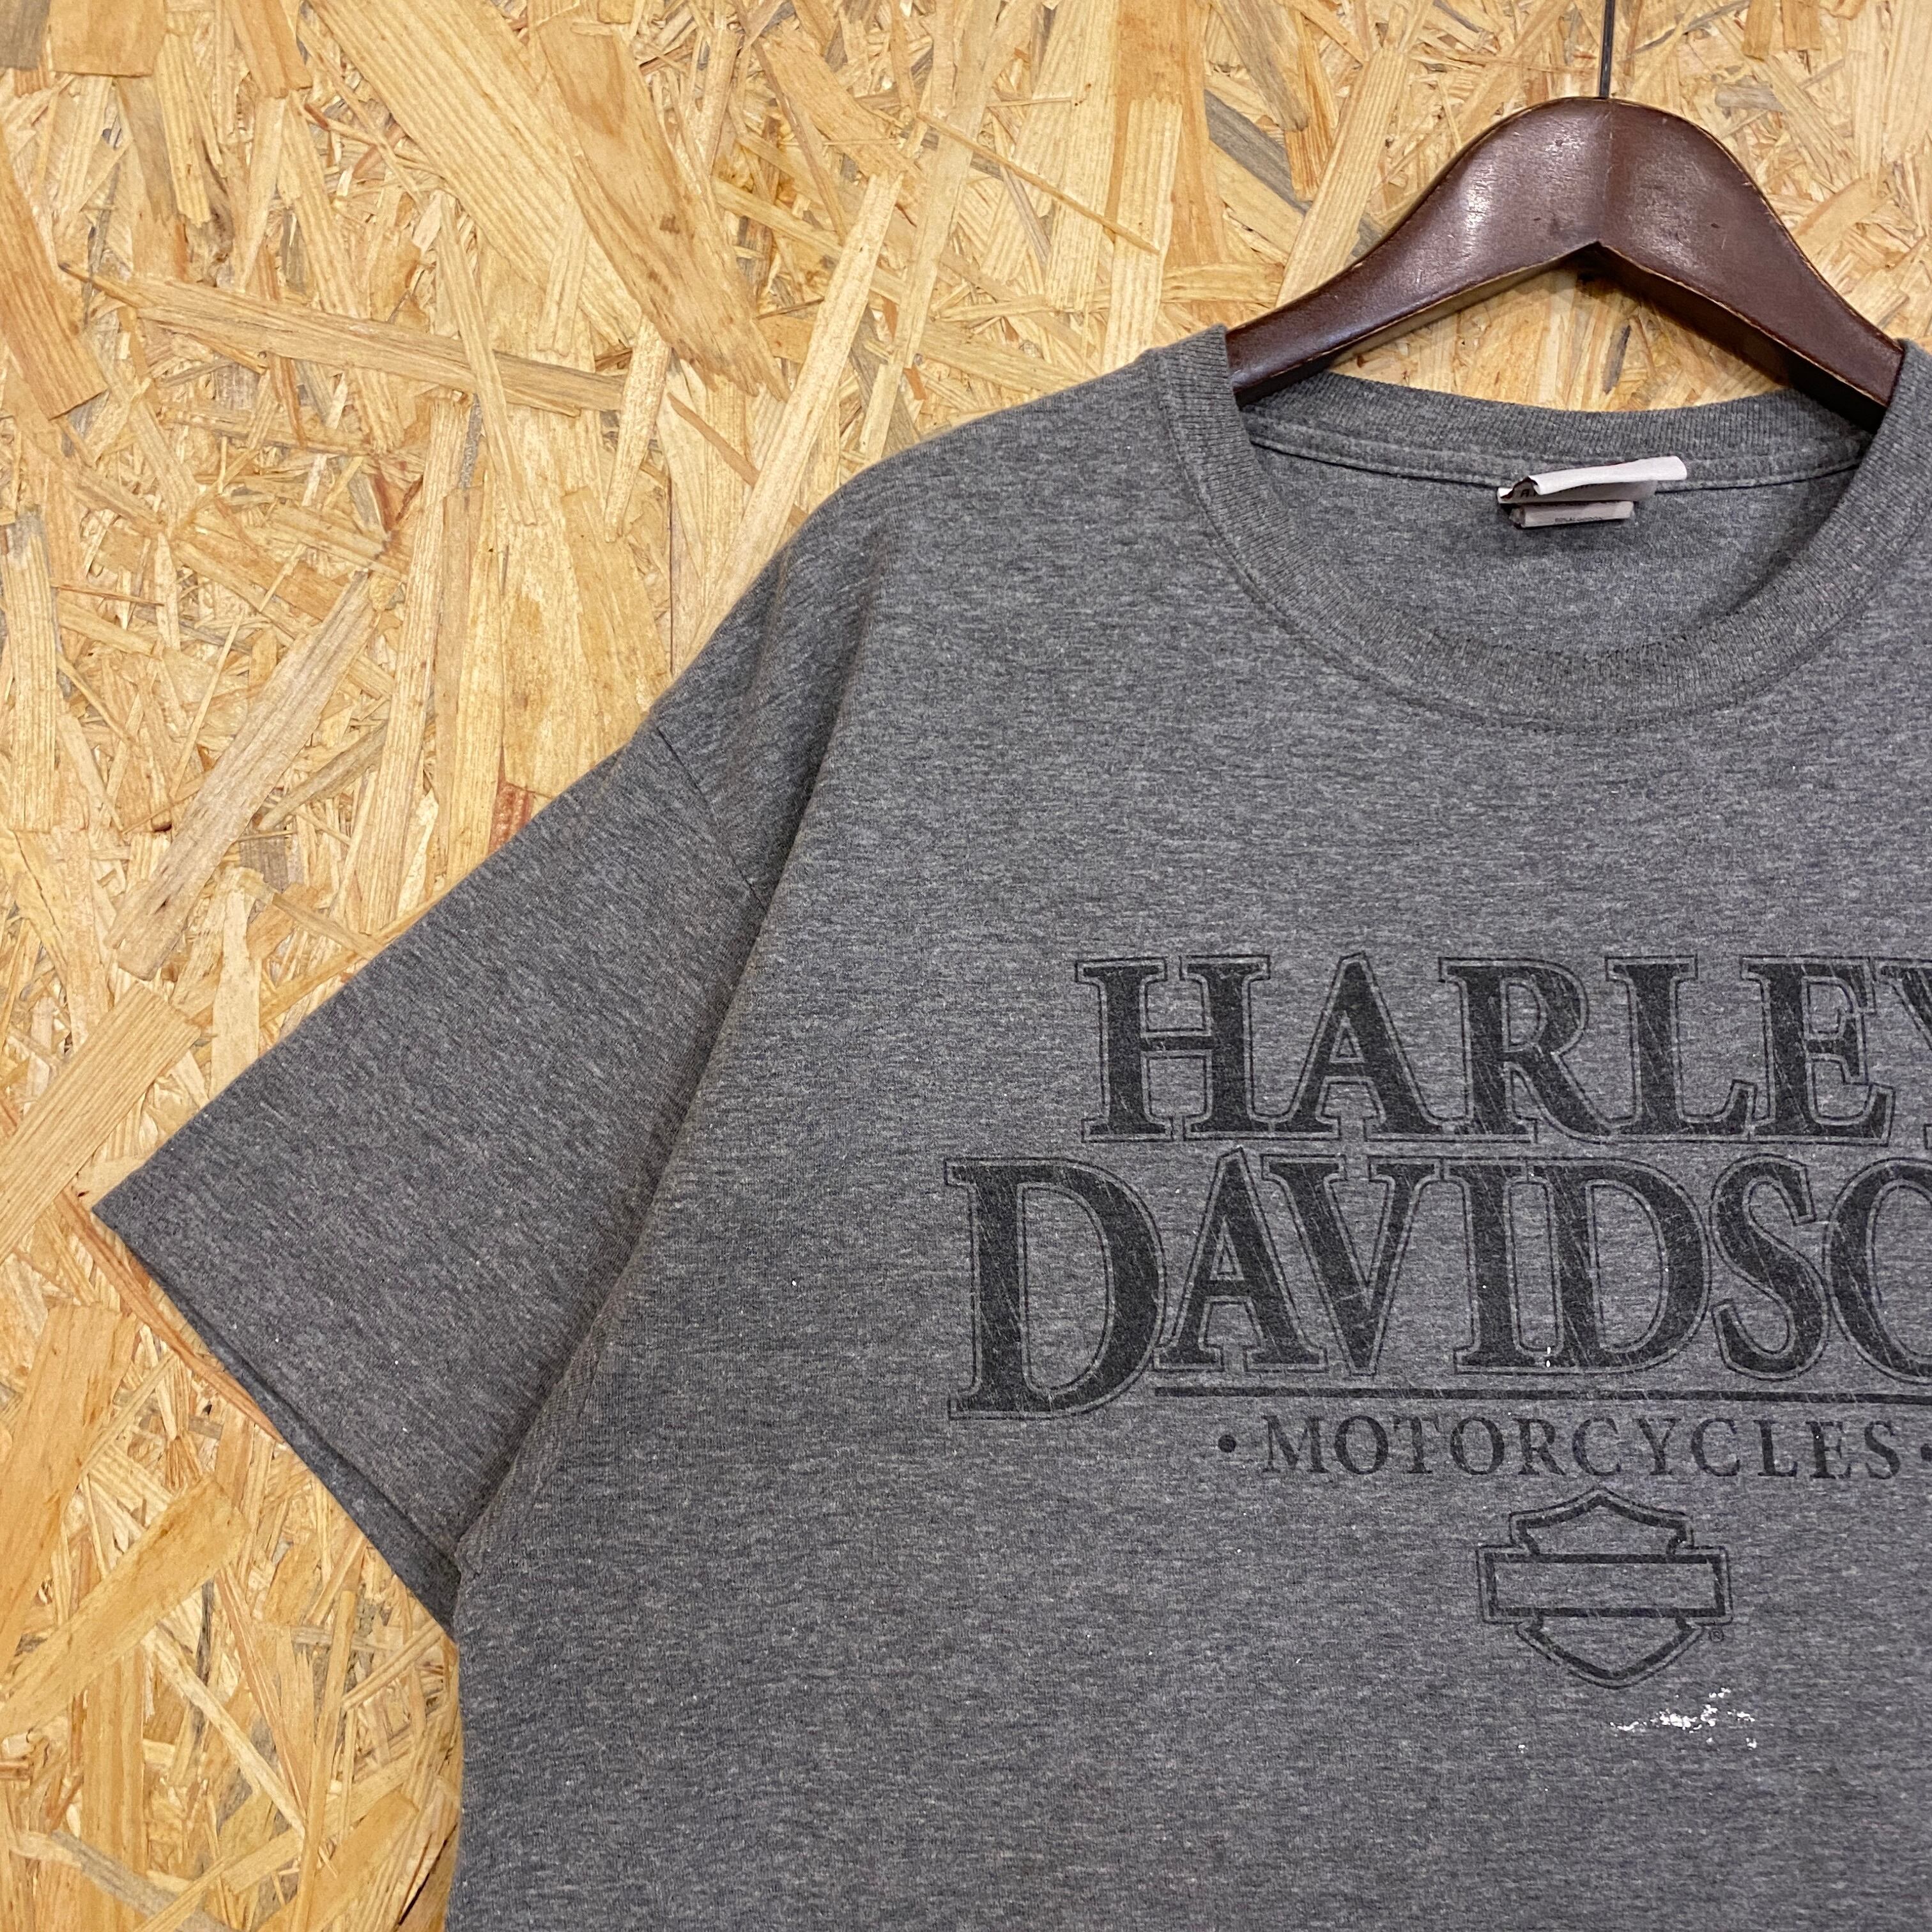 HARLEY
DAVIDSO
• MOTORCYCLES •
®